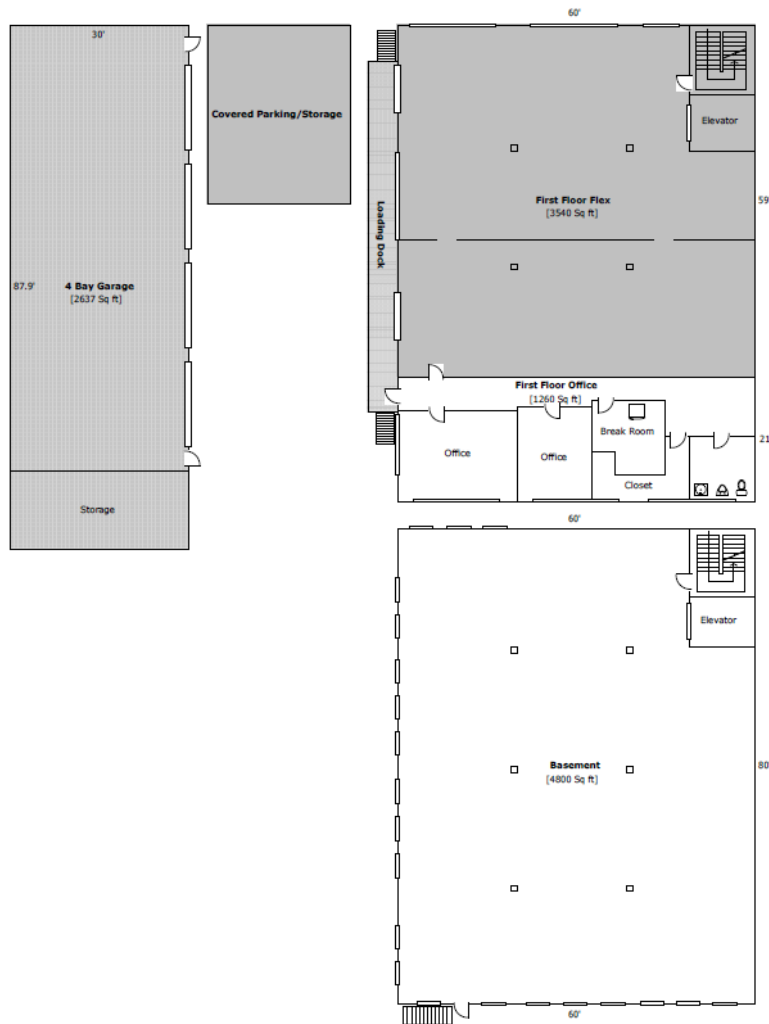 60'
30'
Covered Parking/Storage
Elevator
First Floor Flex
[3540 Sq ft]
59
Loading Dock
87.9'
4 Bay Garage
[2637 Sq ft]
First Floor Office
[1260 Sq ft]
Break Room
21
Office
Office
Closet
Storage
60'
Elevator
Basement
[4800 Sq ft]
80
60'